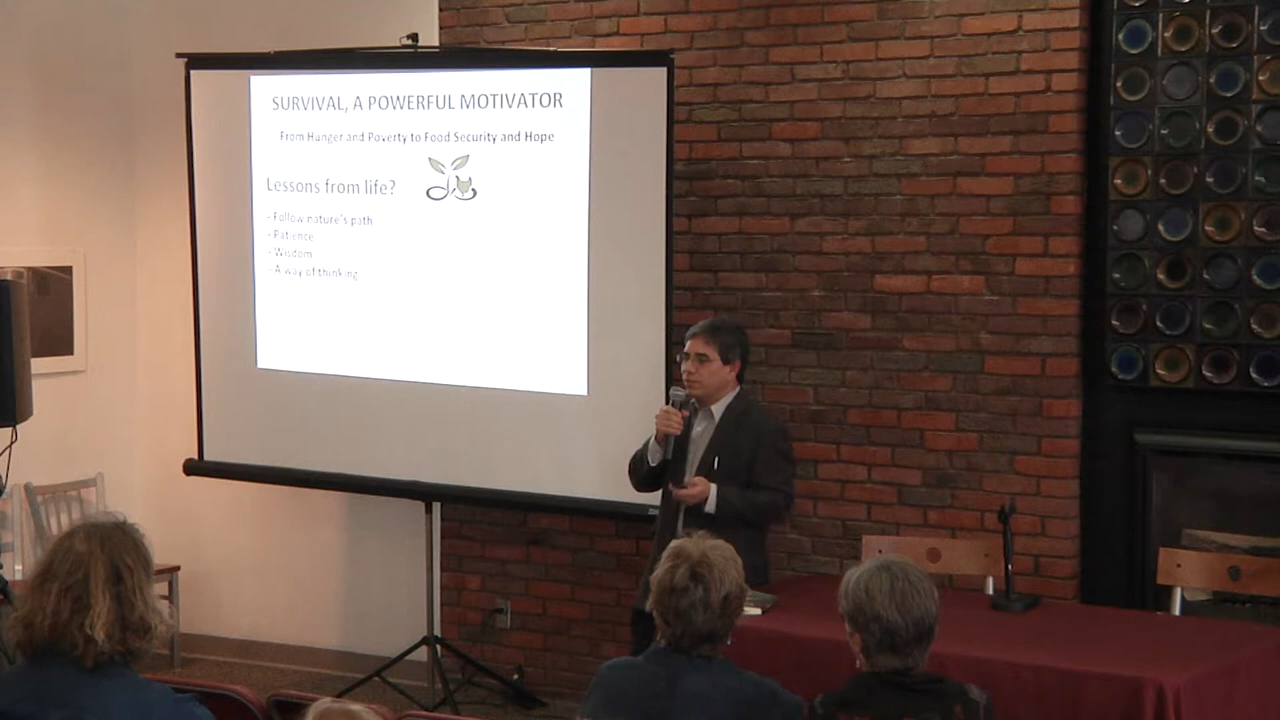 SURVIVAL, A POWERFUL MOTIVATOR
From Hunger and Poverty to Food Security and Hope
Lessons from life?
- Follow nature's path
- Patience
- Wisdom
- A way of thinking